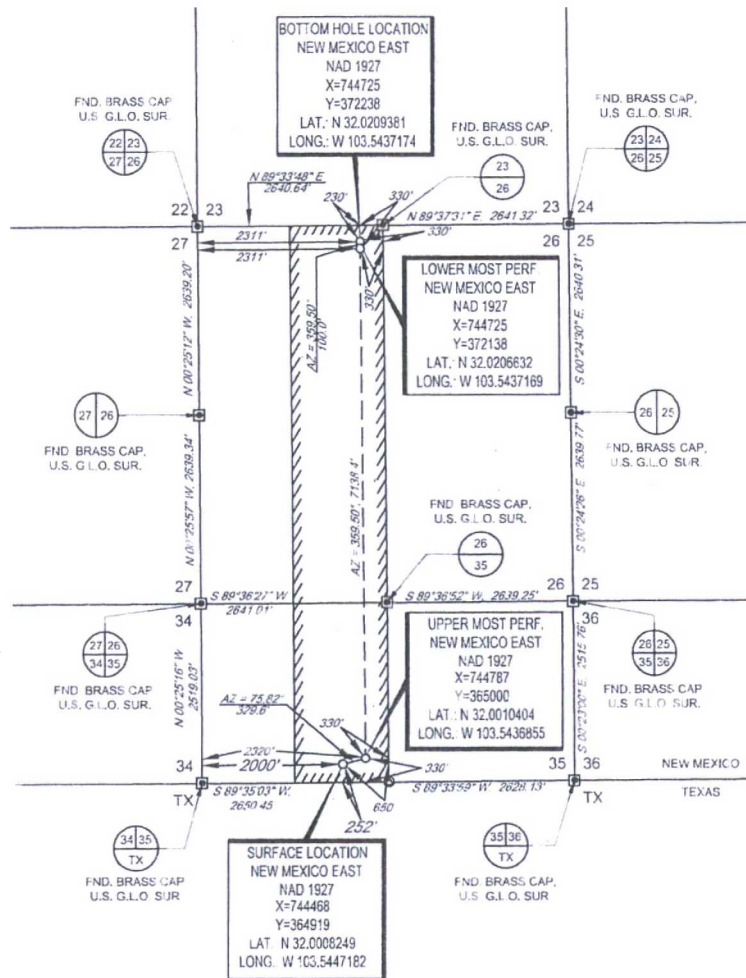 BOTTOM HOLE LOCATION
NEW MEXICO EAST
NAD 1927
X=744725
Y=372238
LAT.: N 32.0209381
LONG.: W 103.5437174
FND. BRASS CAP,
U.S. G.L.O. SUR.
22 23
27 26
FND. BRASS CAP,
U.S. G.L.O. SUR.
23
26
FND. BRASS CAP,
U.S. G.L.O. SUR.
23 24
26 25
N 89°33'48" E
2640.64'
230'
330'
N 89°37'31" E, 2641.32'
22 23
23 24
27
26 25
2311'
2311'
330'
330'
AZ = 359.50°
100.0'
N 00°25'12" W, 2639.20'
S 00°24'30" E, 2640.31'
LOWER MOST PERF.
NEW MEXICO EAST
NAD 1927
X=744725
Y=372138
LAT.: N 32.0206632
LONG.: W 103.5437169
27 26
FND. BRASS CAP,
U.S. G.L.O. SUR.
26 25
FND. BRASS CAP,
U.S. G.L.O. SUR.
N 00°25'57" W, 2639.34'
AZ = 359.50°, 7138.4'
S 00°24'26" E, 2639.77'
FND. BRASS CAP,
U.S. G.L.O. SUR.
26
35
27
S 89°36'27" W
2641.01'
S 89°36'52" W, 2639.25'
26 25
34
36
27 26
34 35
FND. BRASS CAP
U.S. G.L.O. SUR.
26 25
35 36
FND. BRASS CAP,
U.S. G.L.O. SUR.
UPPER MOST PERF.
NEW MEXICO EAST
NAD 1927
X=744787
Y=365000
LAT.: N 32.0010404
LONG.: W 103.5436855
N 00°25'16" W
2519.03'
S 00°23'00" E, 2515.76'
AZ = 75.82°
329.6'
330'
2320'
2000'
330'
34
35 36
NEW MEXICO
TEXAS
TX
S 89°35'03" W,
2650.45
650
252'
S 89°33'59" W, 2628.13'
TX
34 35
TX
FND. BRASS CAP,
U.S. G.L.O. SUR
35 36
TX
FND. BRASS CAP,
U.S. G.L.O. SUR
SURFACE LOCATION
NEW MEXICO EAST
NAD 1927
X=744468
Y=364919
LAT. N 32.0008249
LONG.: W 103.5447182